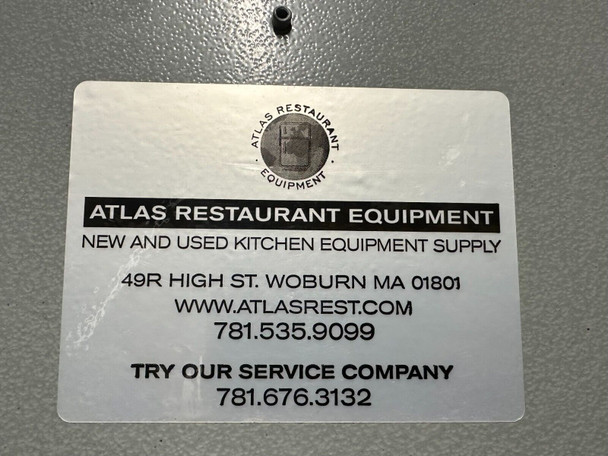 ATLAS RESTAURANT
EQUIPMENT
ATLAS RESTAURANT EQUIPMENT
NEW AND USED KITCHEN EQUIPMENT SUPPLY
49R HIGH ST. WOBURN MA 01801
WWW.ATLASREST.COM
781.535.9099
TRY OUR SERVICE COMPANY
781.676.3132